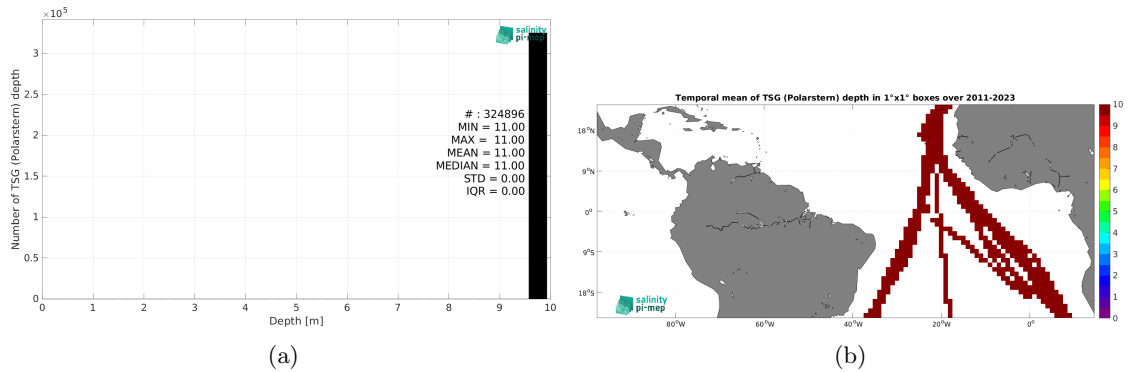 ×10⁵
salinity
pi-mep
Number of TSG (Polarstern) depth
3
2.5
2
1.5
1
0.5
0
# : 324896
MIN = 11.00
MAX = 11.00
MEAN = 11.00
MEDIAN = 11.00
STD = 0.00
IQR = 0.00
0 1 2 3 4 5 6 7 8 9 10
Depth [m]
(a)
Temporal mean of TSG (Polarstern) depth in 1°x1° boxes over 2011-2023
18°N
9°N
0°
9°S
18°S
80°W 60°W 40°W 20°W 0°
salinity
pi-mep
10
9
8
7
6
5
4
3
2
1
0
(b)